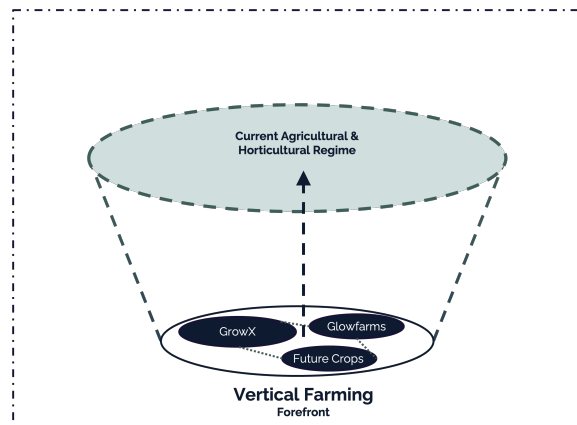 Current Agricultural &
Horticultural Regime
GrowX
Glowfarms
Future Crops
Vertical Farming
Forefront